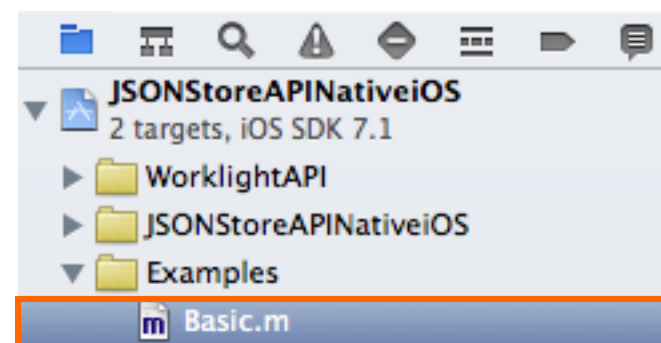 JSONStoreAPINativeiOS
2 targets, iOS SDK 7.1
WorklightAPI
JSONStoreAPINativeiOS
Examples
m Basic.m